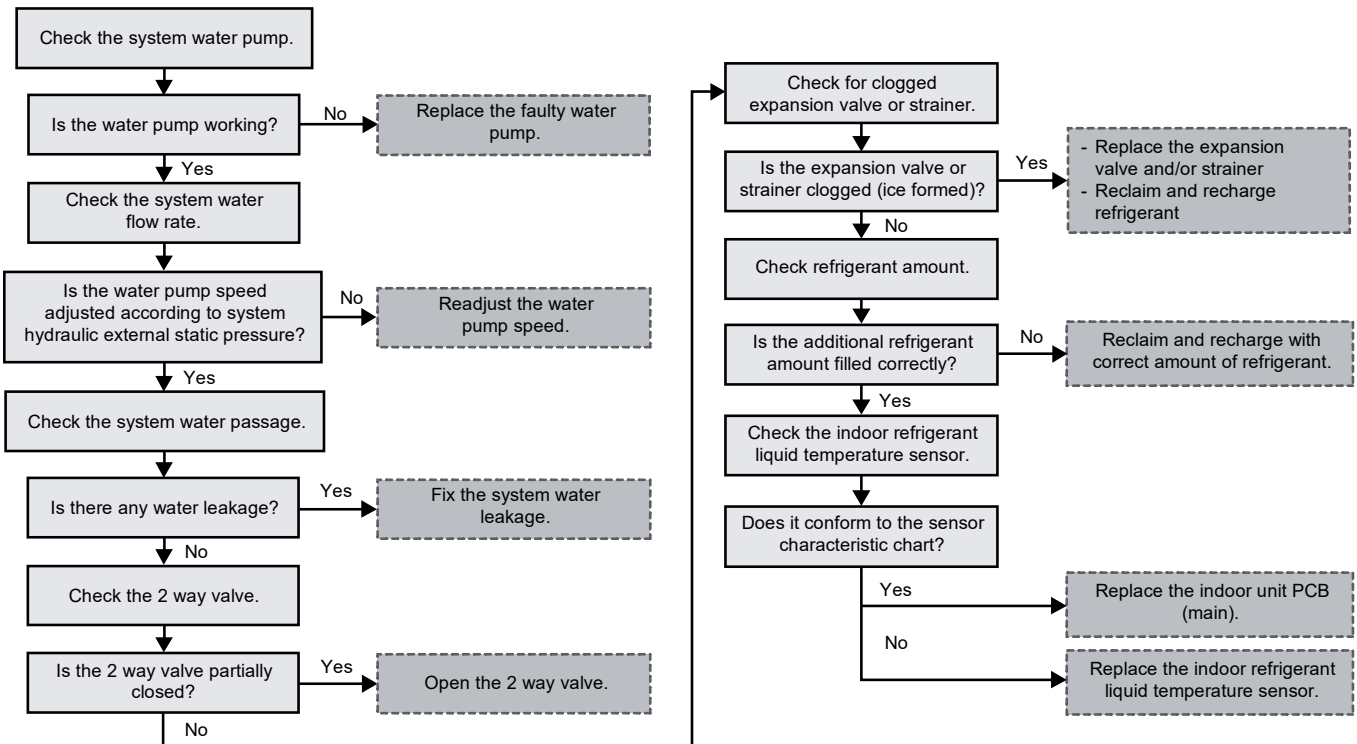 Check the system water pump.
Is the water pump working?
No
Replace the faulty water
pump.
Yes
Check the system water
flow rate.
Is the water pump speed
adjusted according to system
hydraulic external static pressure?
No
Readjust the water
pump speed.
Yes
Check the system water passage.
Is there any water leakage?
Yes
Fix the system water
leakage.
No
Check the 2 way valve.
Is the 2 way valve partially
closed?
Yes
Open the 2 way valve.
No
Check for clogged
expansion valve or strainer.
Is the expansion valve or
strainer clogged (ice formed)?
Yes
- Replace the expansion
valve and/or strainer
- Reclaim and recharge
refrigerant
No
Check refrigerant amount.
Is the additional refrigerant
amount filled correctly?
No
Reclaim and recharge with
correct amount of refrigerant.
Yes
Check the indoor refrigerant
liquid temperature sensor.
Does it conform to the sensor
characteristic chart?
Yes
Replace the indoor unit PCB
(main).
No
Replace the indoor refrigerant
liquid temperature sensor.